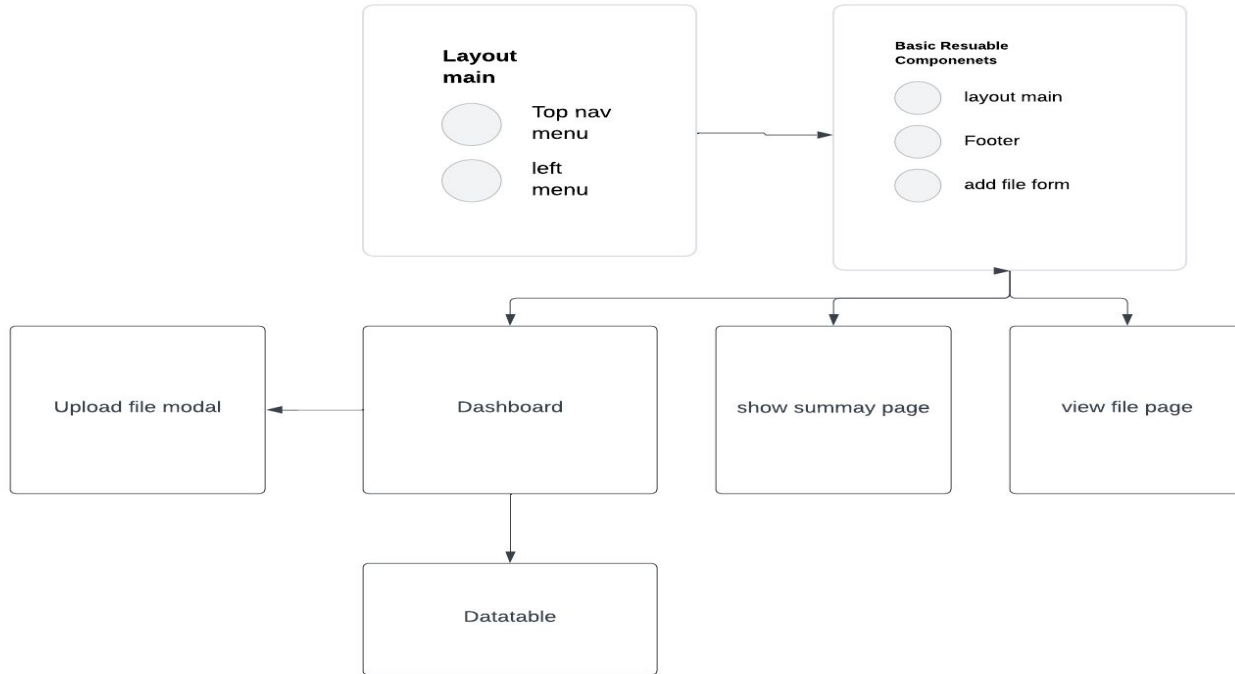 Layout
main
Top nav
menu
left
menu
Basic Resuable
Componenets
layout main
Footer
add file form
Upload file modal
Dashboard
show summay page
view file page
Datatable